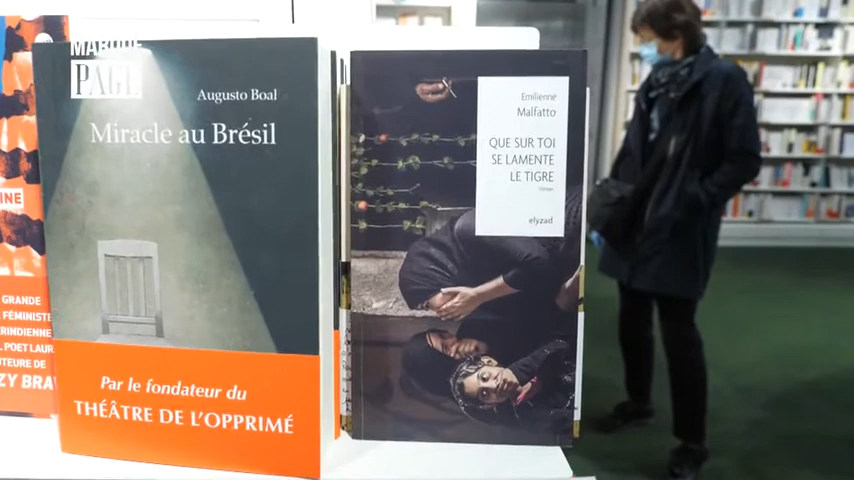 MARQUE
PAGE
Augusto Boal
Miracle au Brésil
Par le fondateur du
THÉÂTRE DE L'OPPRIMÉ
Emilienne
Malfatto
QUE SUR TOI
SE LAMENTE
LE TIGRE
roman
elyzad
INE
GRANDE
FÉMINISTE
RINDIENNE
POET LAUR
UTEURE DE
ZY BRAV